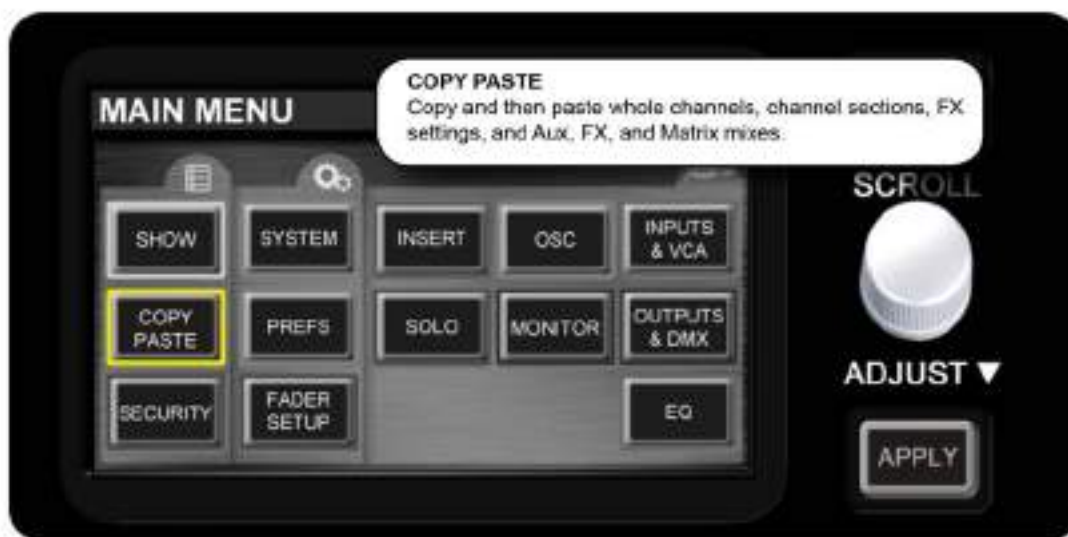 COPY PASTE
Copy and then paste whole channels, channel sections, FX
settings, and Aux, FX, and Matrix mixes.
MAIN MENU
SCROLL
SHOW
SYSTEM
INSERT
OSC
INPUTS
& VCA
COPY
PASTE
PREFS
SOLO
MONITOR
OUTPUTS
& DMX
ADJUST ▼
SECURITY
FADER
SETUP
EQ
APPLY